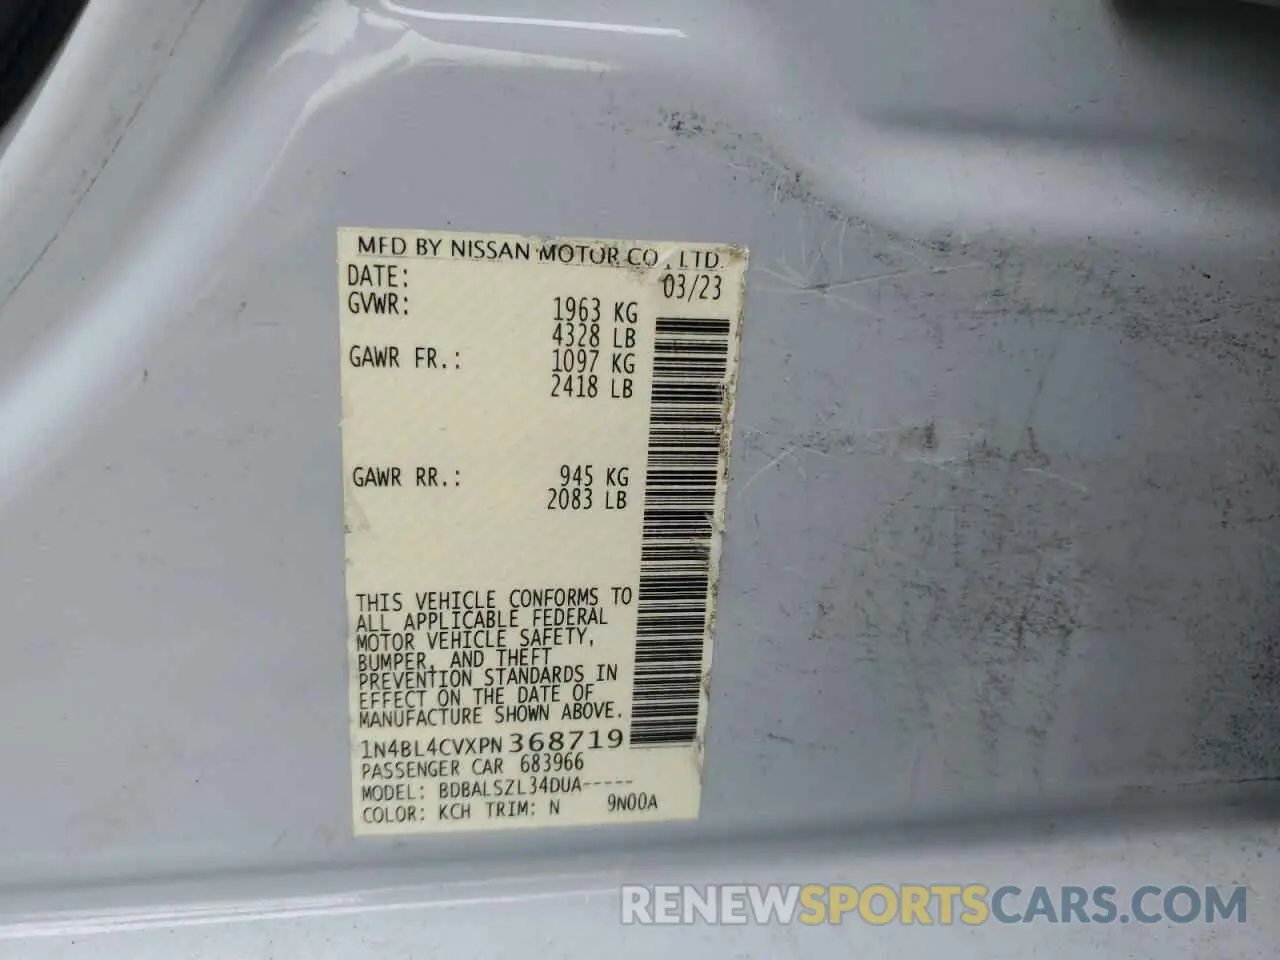 MFD BY NISSAN MOTOR CO., LTD.
DATE: 03/23
GVWR: 1963 KG
4328 LB
GAWR FR.: 1097 KG
2418 LB
GAWR RR.: 945 KG
2083 LB
THIS VEHICLE CONFORMS TO
ALL APPLICABLE FEDERAL
MOTOR VEHICLE SAFETY,
BUMPER, AND THEFT
PREVENTION STANDARDS IN
EFFECT ON THE DATE OF
MANUFACTURE SHOWN ABOVE.
1N4BL4CVXPN368719
PASSENGER CAR 683966
MODEL: BDBALSZL34DUA-----
COLOR: KCH TRIM: N 9N00A
RENEWSPORTSCARS.COM